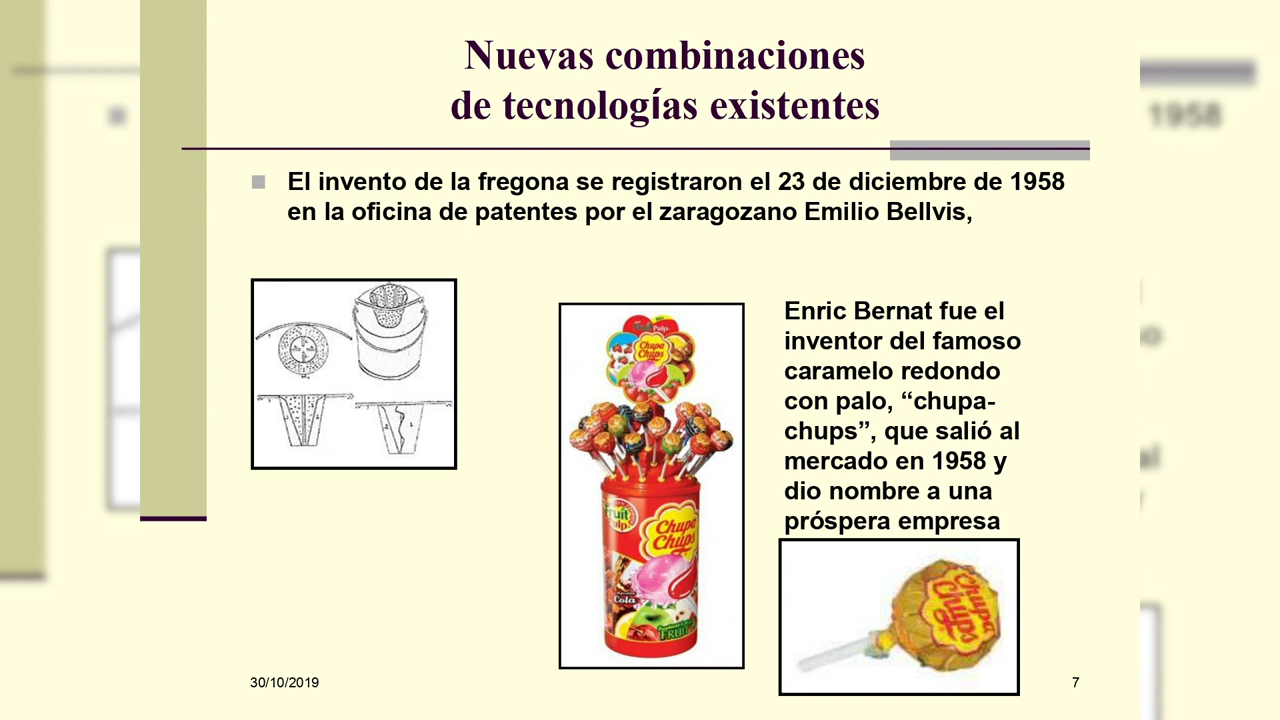 Nuevas combinaciones
de tecnologías existentes
El invento de la fregona se registraron el 23 de diciembre de 1958
en la oficina de patentes por el zaragozano Emilio Bellvis,
Enric Bernat fue el
inventor del famoso
caramelo redondo
con palo, “chupa-
chups”, que salió al
mercado en 1958 y
dio nombre a una
próspera empresa
Chupa
Chups
Chupa
Chups
Cola
FRUIT
Chupa
Chups
30/10/2019
7
1958